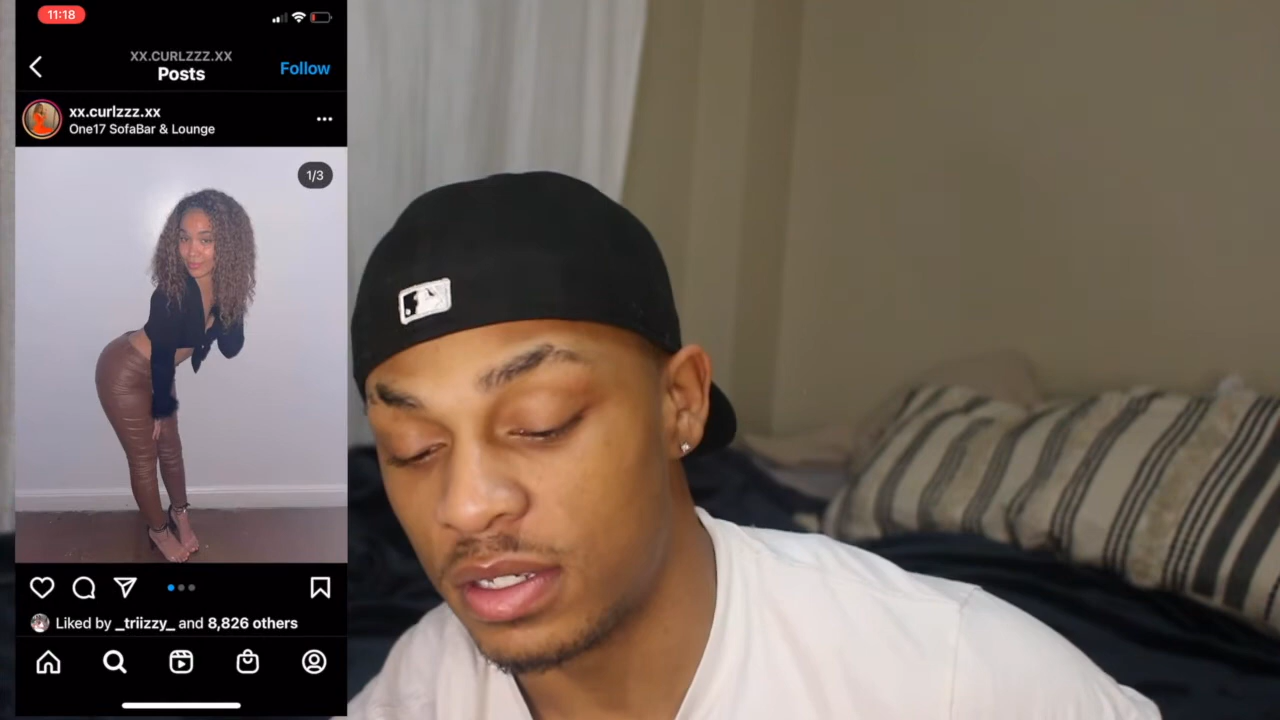 11:18
XX.CURLZZZ.XX
Posts
Follow
xx.curlzzz.xx
One17 SofaBar & Lounge
1/3
Liked by _triizzy_ and 8,826 others